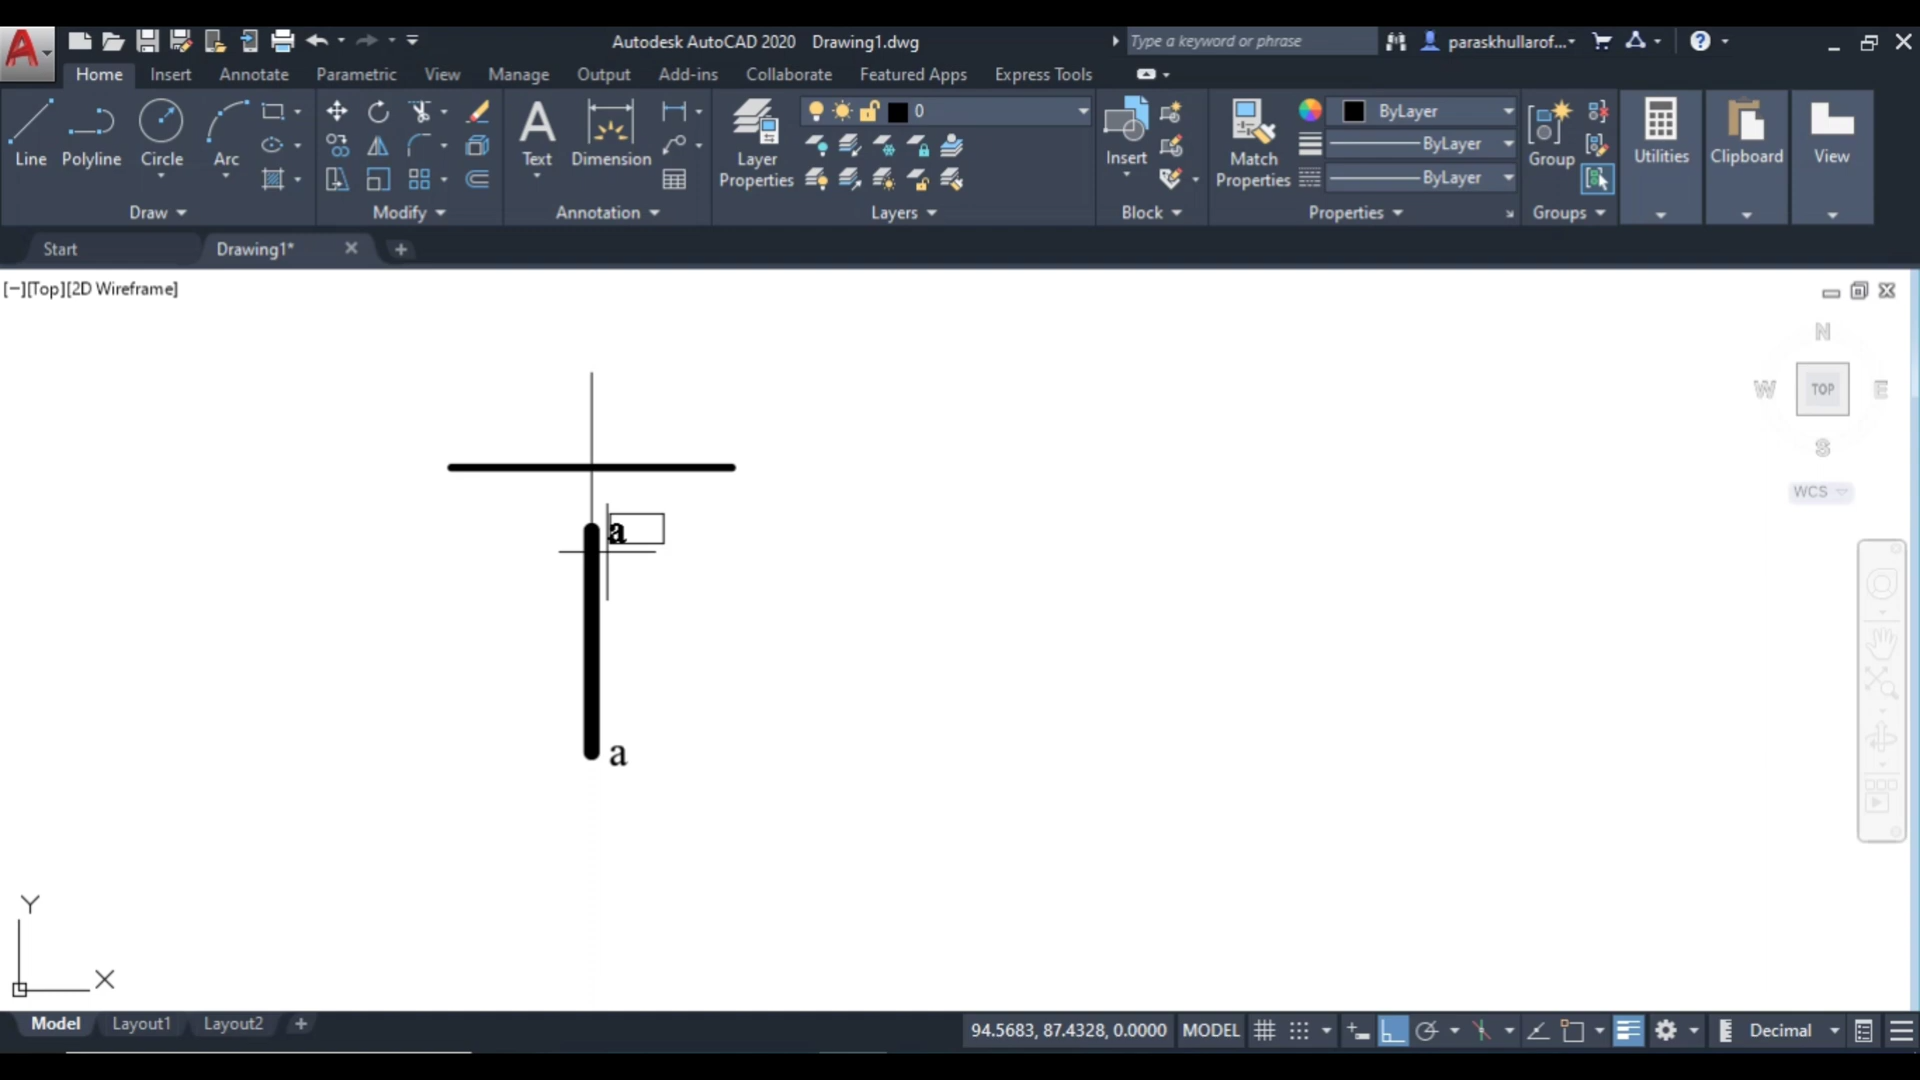 Autodesk AutoCAD 2020 Drawing1.dwg
Type a keyword or phrase
paraskhullarof...
Home Insert Annotate Parametric View Manage Output Add-ins Collaborate Featured Apps Express Tools
0
ByLayer
ByLayer
ByLayer
Line Polyline Circle Arc
Text Dimension
Layer Properties
Insert
Match Properties
Group
Utilities
Clipboard
View
Draw Modify Annotation Layers Block Properties Groups
Start Drawing1*
[−][Top][2D Wireframe]
N
W TOP E
S
WCS
a
a
Y
X
Model Layout1 Layout2
94.5683, 87.4328, 0.0000 MODEL Decimal